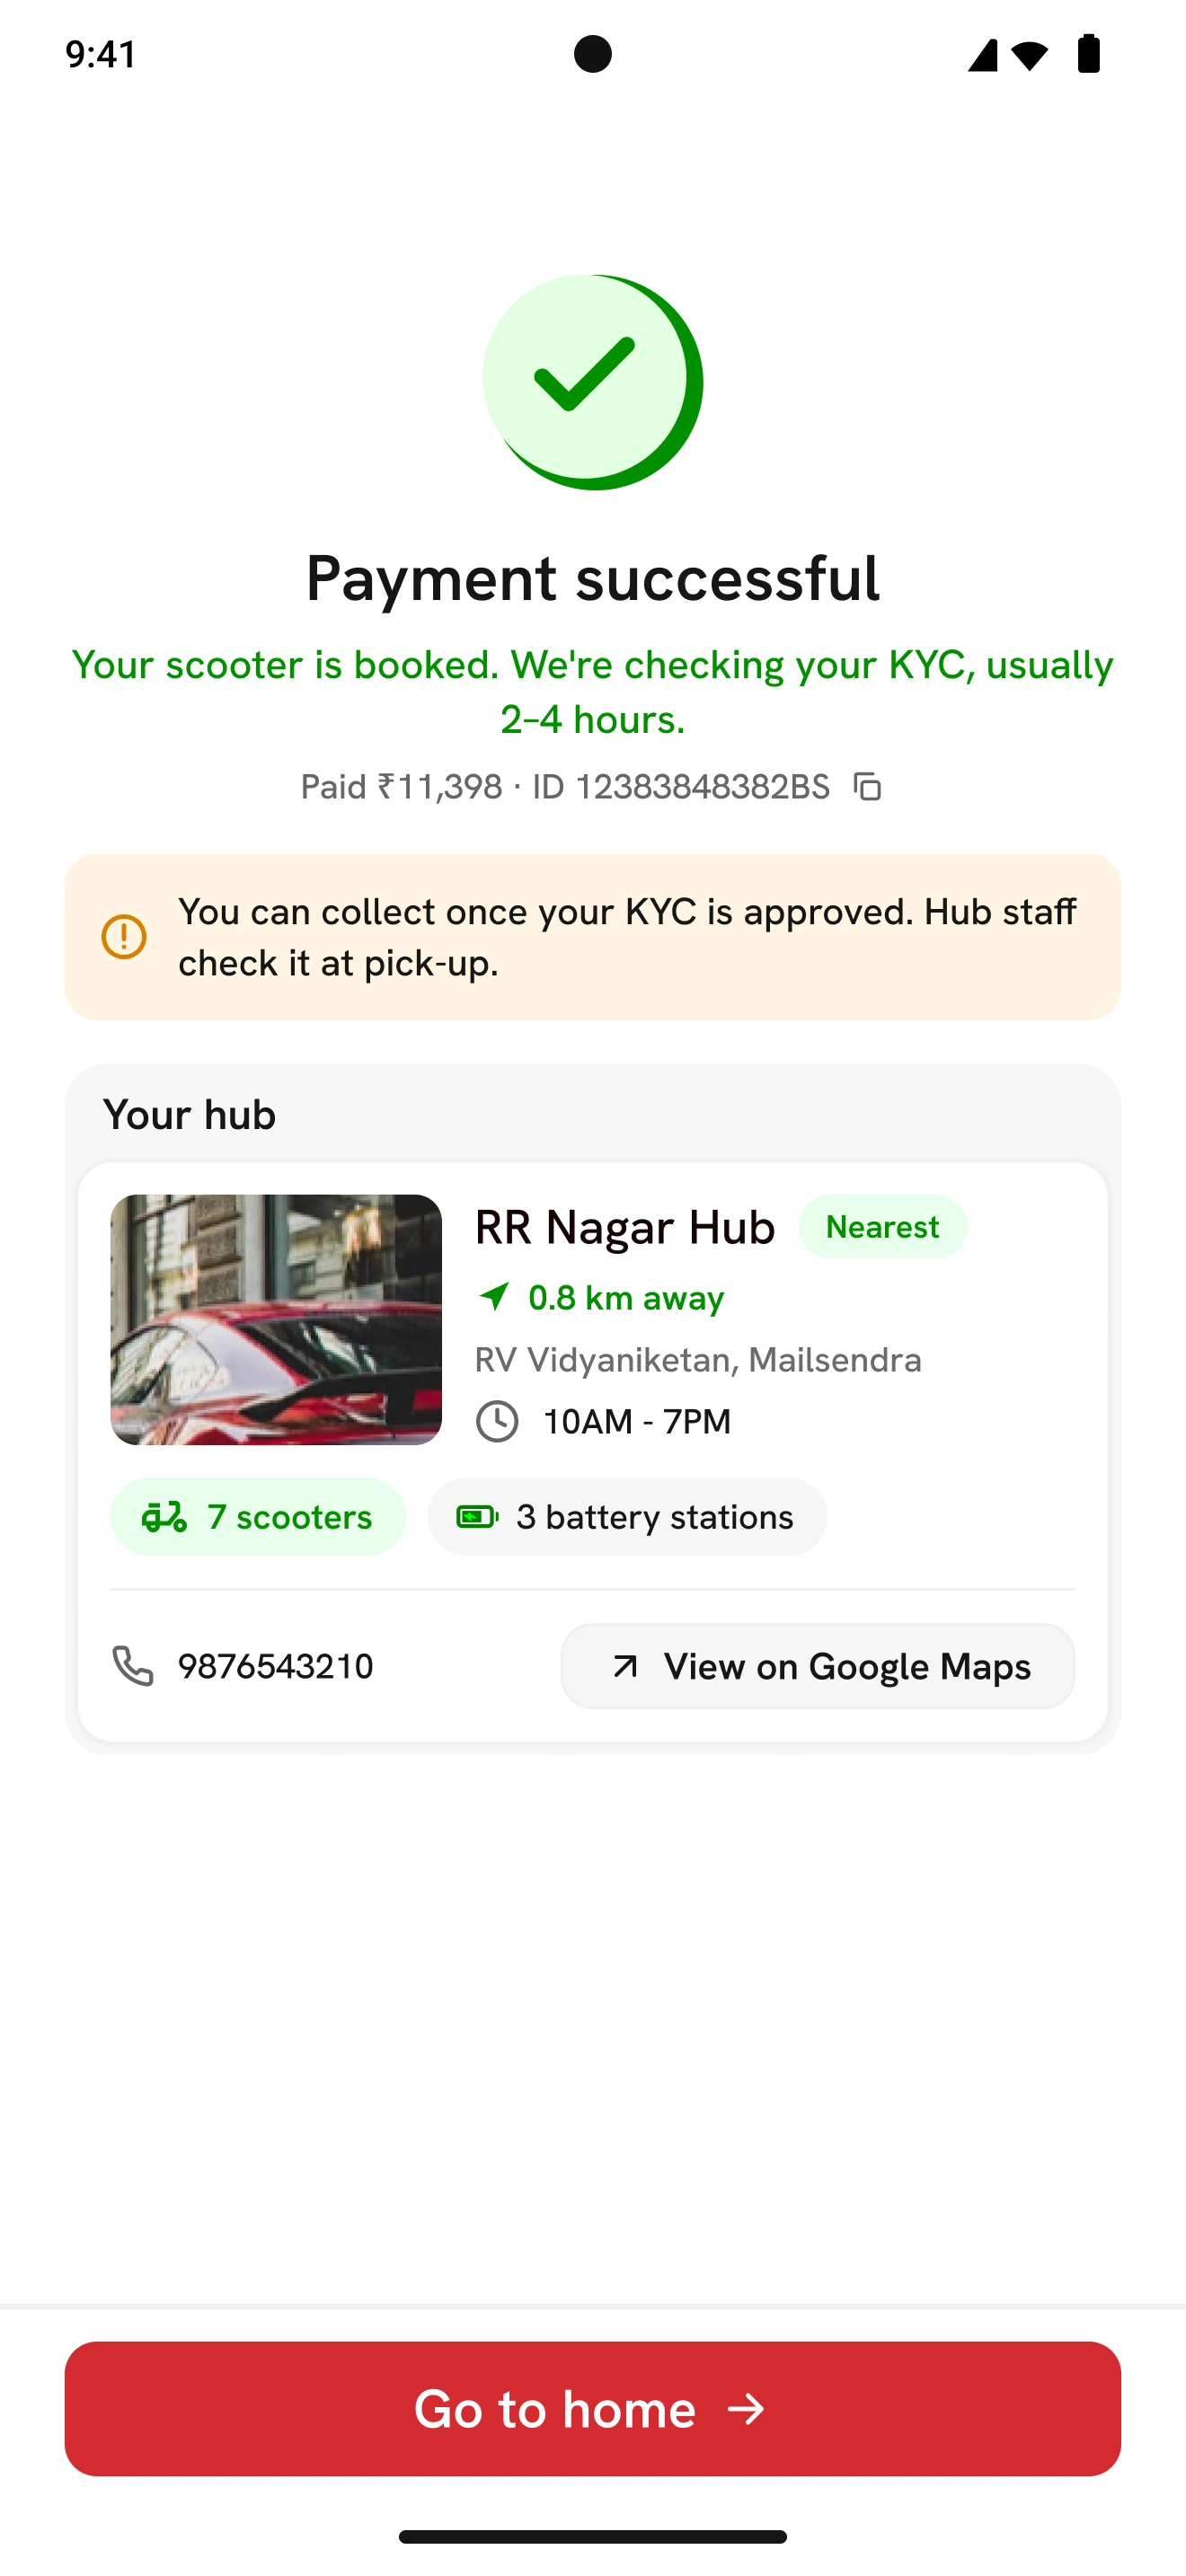 9:41
Payment successful
Your scooter is booked. We're checking your KYC, usually
2–4 hours.
Paid ₹11,398 · ID 12383848382BS
You can collect once your KYC is approved. Hub staff
check it at pick-up.
Your hub
RR Nagar Hub Nearest
0.8 km away
RV Vidyaniketan, Mailsendra
10AM - 7PM
7 scooters 3 battery stations
9876543210 View on Google Maps
Go to home